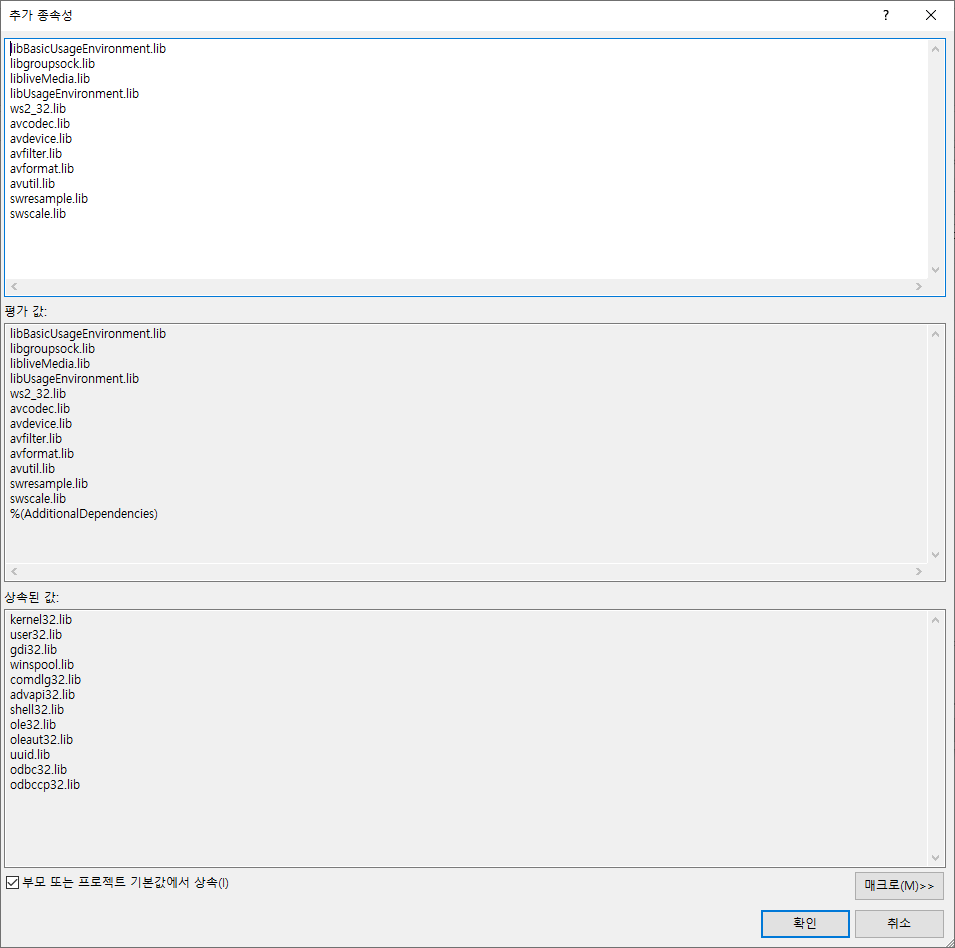 추가 종속성
?
libBasicUsageEnvironment.lib
libgroupsock.lib
libliveMedia.lib
libUsageEnvironment.lib
ws2_32.lib
avcodec.lib
avdevice.lib
avfilter.lib
avformat.lib
avutil.lib
swresample.lib
swscale.lib
평가 값:
libBasicUsageEnvironment.lib
libgroupsock.lib
libliveMedia.lib
libUsageEnvironment.lib
ws2_32.lib
avcodec.lib
avdevice.lib
avfilter.lib
avformat.lib
avutil.lib
swresample.lib
swscale.lib
%(AdditionalDependencies)
상속된 값:
kernel32.lib
user32.lib
gdi32.lib
winspool.lib
comdlg32.lib
advapi32.lib
shell32.lib
ole32.lib
oleaut32.lib
uuid.lib
odbc32.lib
odbccp32.lib
부모 또는 프로젝트 기본값에서 상속(I)
매크로(M)>>
확인
취소